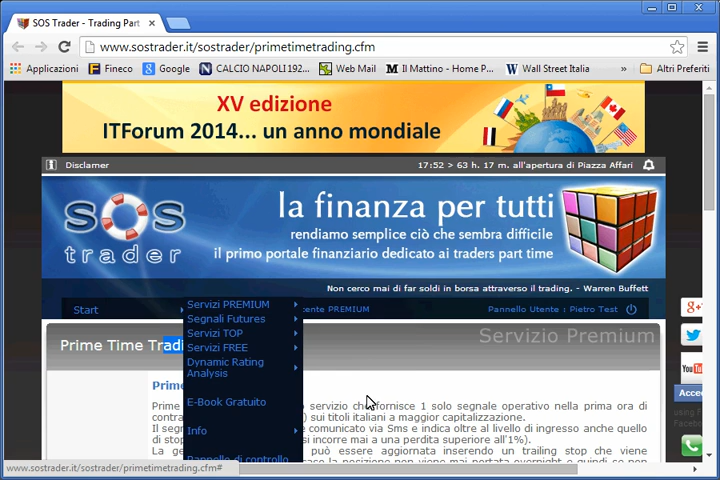 SOS Trader - Trading Part
www.sostrader.it/sostrader/primetimetrading.cfm
Applicazioni
Fineco
Google
CALCIO NAPOLI 192...
Web Mail
Il Mattino - Home P...
Wall Street Italia
»
Altri Preferiti
XV edizione
ITForum 2014... un anno mondiale
Disclamer
17:52 > 63 h. 17 m. all'apertura di Piazza Affari
SOS
trader
la finanza per tutti
rendiamo semplice ciò che sembra difficile
il primo portale finanziario dedicato ai traders part time
Non cerco mai di far soldi in borsa attraverso il trading. - Warren Buffett
Start
Servizi PREMIUM
Segnali Futures
Servizi TOP
Servizi FREE
Dynamic Rating
Analysis
E-Book Gratuito
Info
Pannello di controllo
PREMIUM
Pannello Utente : Pietro Test
Prime Time Tradi
Servizio Premium
Prime
servizio che fornisce 1 solo segnale operativo nella prima ora di
sui titoli italiani a maggior capitalizzazione.
Il
comunicato via Sms e indica oltre al livello di ingresso anche quello
di
si incorre mai a una perdita superiore all'1%).
può essere aggiornata inserendo un trailing stop che viene
You
Acce
Facebo
www.sostrader.it/sostrader/primetimetrading.cfm#